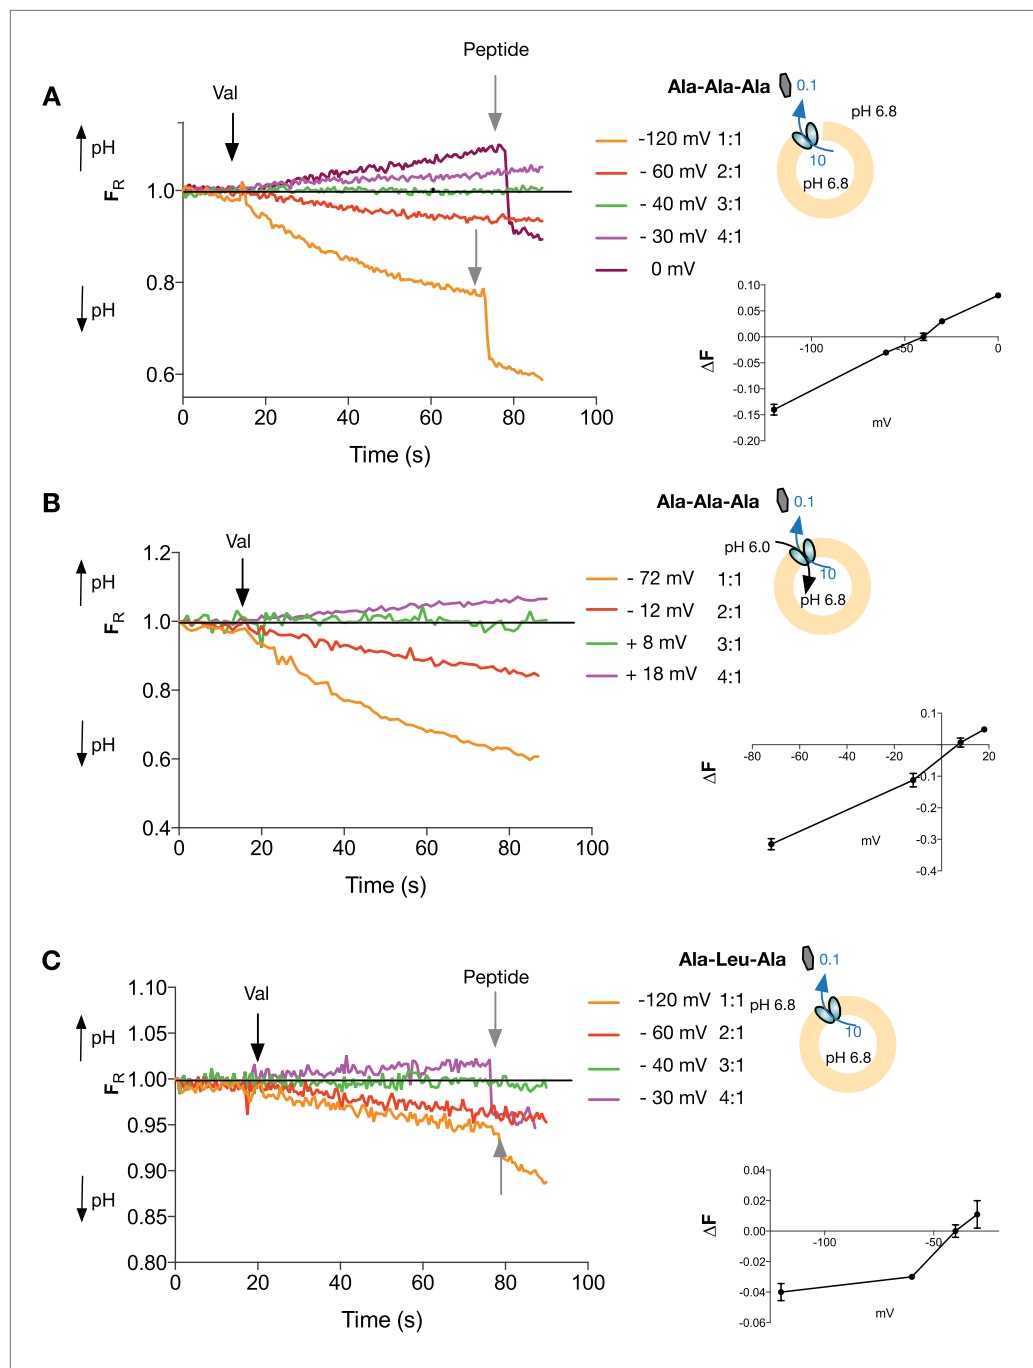 A
Peptide
Val
Ala-Ala-Ala
0.1
pH 6.8
10
pH 6.8
pH
pH
F_R
1.0
0.8
0.6
0 20 40 60 80 100
Time (s)
-120 mV 1:1
- 60 mV 2:1
- 40 mV 3:1
- 30 mV 4:1
0 mV
0.10
0.05
0.00
-0.05
-0.10
-0.15
-0.20
-100 -50 0
ΔF
mV
B
Val
Ala-Ala-Ala
0.1
pH 6.0
10
pH 6.8
pH
pH
F_R
1.2
1.0
0.8
0.6
0.4
0 20 40 60 80 100
Time (s)
- 72 mV 1:1
- 12 mV 2:1
+ 8 mV 3:1
+ 18 mV 4:1
0.1
-0.1
-0.2
-0.3
-0.4
-80 -60 -40 -20 20
ΔF
mV
C
Val
Peptide
Ala-Leu-Ala
0.1
pH 6.8
10
pH 6.8
pH
pH
F_R
1.10
1.05
1.00
0.95
0.90
0.85
0.80
0 20 40 60 80 100
Time (s)
-120 mV 1:1
- 60 mV 2:1
- 40 mV 3:1
- 30 mV 4:1
0.04
0.02
0.00
-0.02
-0.04
-0.06
-100 -50
ΔF
mV